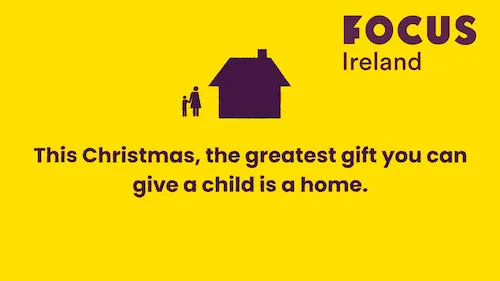 FOCUS
Ireland
This Christmas, the greatest gift you can
give a child is a home.